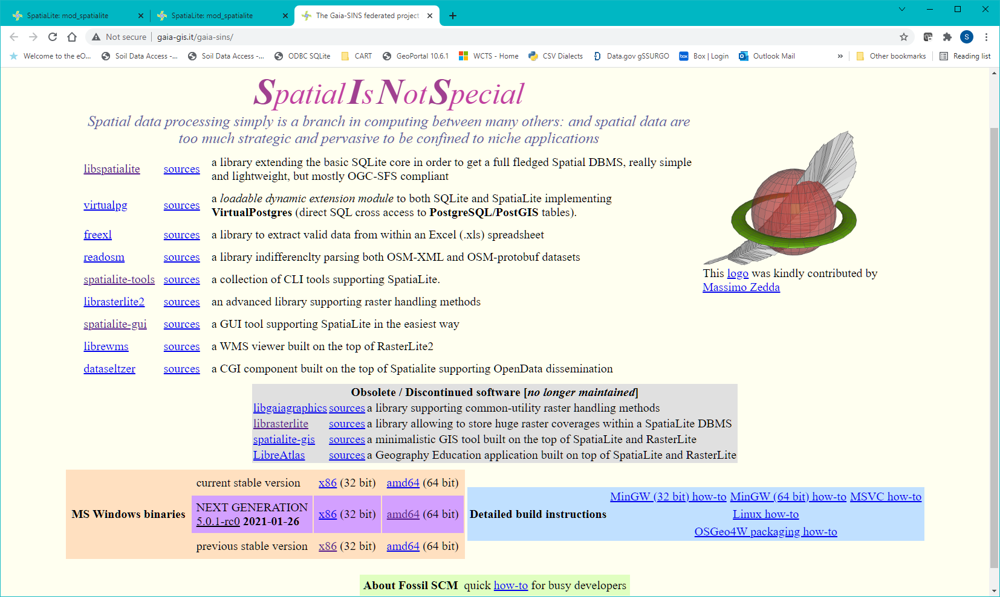 SpatiaLite: mod_spatialite
SpatiaLite: mod_spatialite
The Gaia-SINS federated project
Not secure
gaia-gis.it/gaia-sins/
S
Welcome to the eO...
Soil Data Access -...
Soil Data Access -...
ODBC SQLite
CART
GeoPortal 10.6.1
WCTS - Home
CSV Dialects
Data.gov gSSURGO
box
Box | Login
Outlook Mail
»
Other bookmarks
Reading list
Spatial Is Not Special
Spatial data processing simply is a branch in computing between many others: and spatial data are
too much strategic and pervasive to be confined to niche applications
libspatialite sources a library extending the basic SQLite core in order to get a full fledged Spatial DBMS, really simple
and lightweight, but mostly OGC-SFS compliant
virtualpg sources a loadable dynamic extension module to both SQLite and SpatiaLite implementing
VirtualPostgres (direct SQL cross access to PostgreSQL/PostGIS tables).
freexl sources a library to extract valid data from within an Excel (.xls) spreadsheet
readosm sources a library indifferenclty parsing both OSM-XML and OSM-protobuf datasets
spatialite-tools sources a collection of CLI tools supporting SpatiaLite.
librasterlite2 sources an advanced library supporting raster handling methods
spatialite-gui sources a GUI tool supporting SpatiaLite in the easiest way
librewms sources a WMS viewer built on the top of RasterLite2
dataseltzer sources a CGI component built on the top of Spatialite supporting OpenData dissemination
This logo was kindly contributed by
Massimo Zedda
Obsolete / Discontinued software [no longer maintained]
libgaiagraphics sources a library supporting common-utility raster handling methods
librasterlite sources a library allowing to store huge raster coverages within a SpatiaLite DBMS
spatialite-gis sources a minimalistic GIS tool built on the top of SpatiaLite and RasterLite
LibreAtlas sources a Geography Education application built on top of SpatiaLite and RasterLite
MS Windows binaries
current stable version x86 (32 bit) amd64 (64 bit)
NEXT GENERATION
5.0.1-rc0 2021-01-26 x86 (32 bit) amd64 (64 bit)
previous stable version x86 (32 bit) amd64 (64 bit)
Detailed build instructions
MinGW (32 bit) how-to MinGW (64 bit) how-to MSVC how-to
Linux how-to
OSGeo4W packaging how-to
About Fossil SCM quick how-to for busy developers